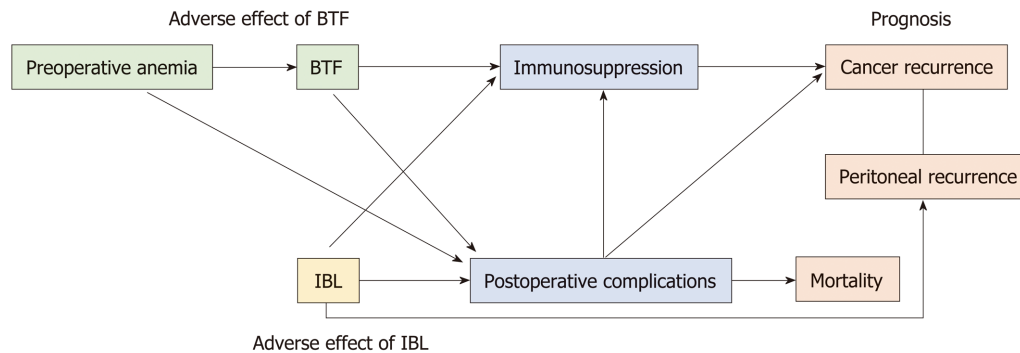 Adverse effect of BTF
Prognosis
Preoperative anemia
BTF
Immunosuppression
Cancer recurrence
Peritoneal recurrence
IBL
Postoperative complications
Mortality
Adverse effect of IBL